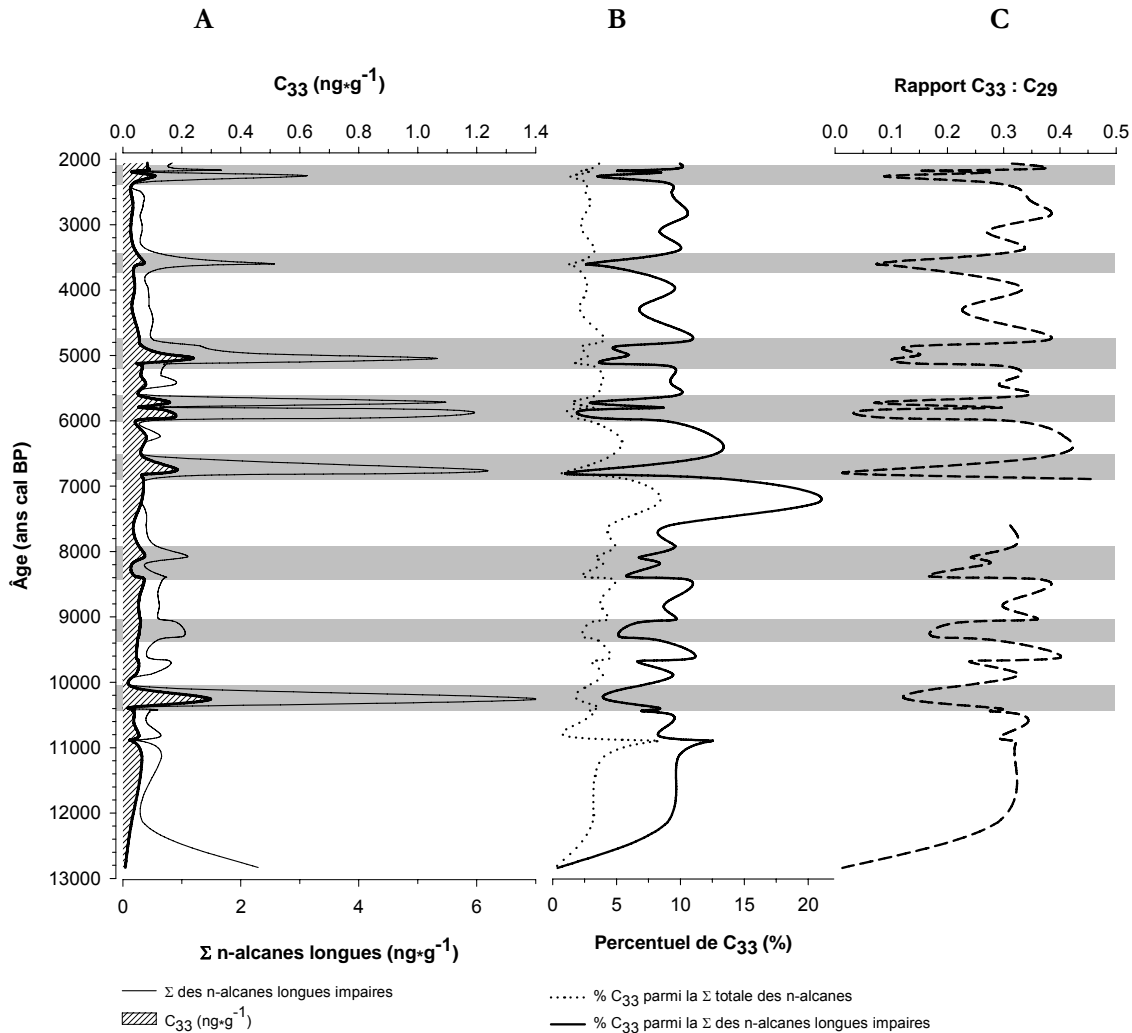 A B C
C33 (ng*g-1) Rapport C33 : C29
0.0 0.2 0.4 0.6 0.8 1.0 1.2 1.4 0.0 0.1 0.2 0.3 0.4 0.5
2000
3000
4000
5000
6000
7000
8000
9000
10000
11000
12000
13000
Âge (ans cal BP)
0 2 4 6 0 5 10 15 20
Σ n-alcanes longues (ng*g-1) Percentuel de C33 (%)
Σ des n-alcanes longues impaires % C33 parmi la Σ totale des n-alcanes
C33 (ng*g-1) % C33 parmi la Σ des n-alcanes longues impaires